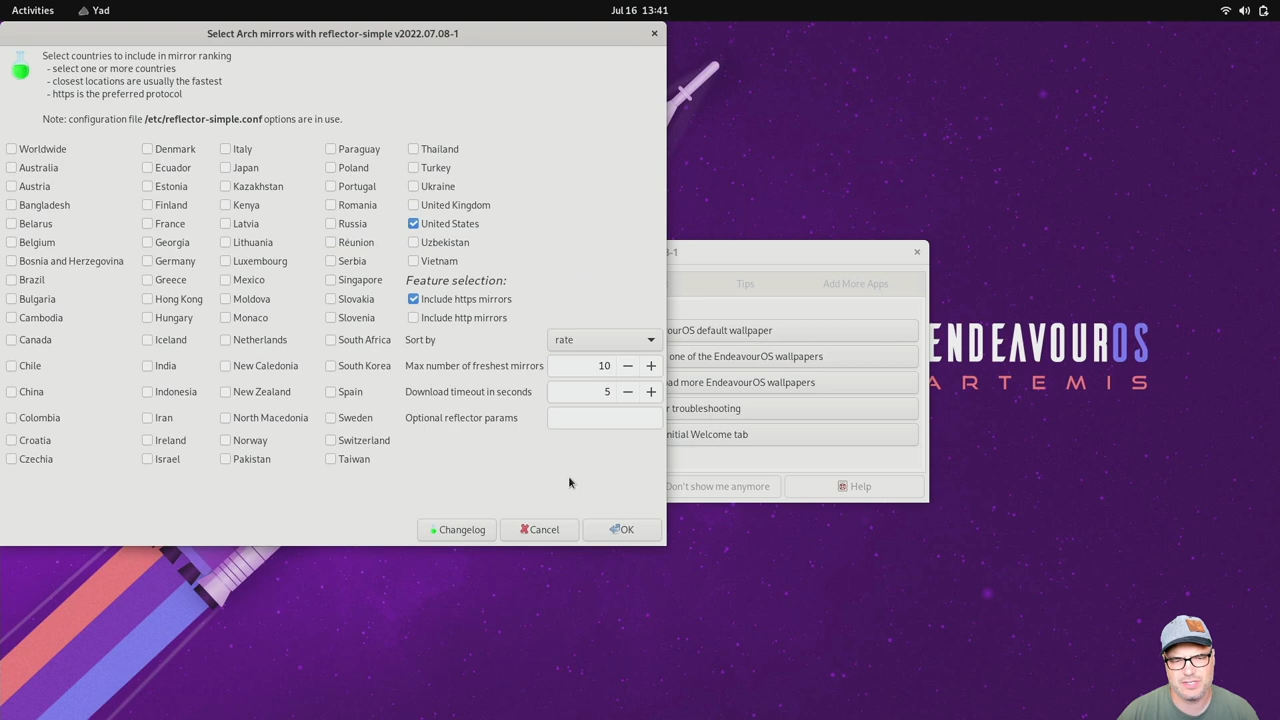 Activities
Yad
Jul 16 13:41
Select Arch mirrors with reflector-simple v2022.07.08-1
Select countries to include in mirror ranking
- select one or more countries
- closest locations are usually the fastest
- https is the preferred protocol
Note: configuration file /etc/reflector-simple.conf options are in use.
Worldwide Denmark Italy Paraguay Thailand
Australia Ecuador Japan Poland Turkey
Austria Estonia Kazakhstan Portugal Ukraine
Bangladesh Finland Kenya Romania United Kingdom
Belarus France Latvia Russia United States
Belgium Georgia Lithuania Réunion Uzbekistan
Bosnia and Herzegovina Germany Luxembourg Serbia Vietnam
Brazil Greece Mexico Singapore Feature selection:
Bulgaria Hong Kong Moldova Slovakia Include https mirrors
Cambodia Hungary Monaco Slovenia Include http mirrors
Canada Iceland Netherlands South Africa Sort by rate
Chile India New Caledonia South Korea Max number of freshest mirrors 10
China Indonesia New Zealand Spain Download timeout in seconds 5
Colombia Iran North Macedonia Sweden Optional reflector params
Croatia Ireland Norway Switzerland
Czechia Israel Pakistan Taiwan
Changelog Cancel OK
8-1
Tips Add More Apps
ourOS default wallpaper
one of the EndeavourOS wallpapers
ad more EndeavourOS wallpapers
r troubleshooting
nitial Welcome tab
Don't show me anymore Help
ENDEAVOUROS
ARTEMIS